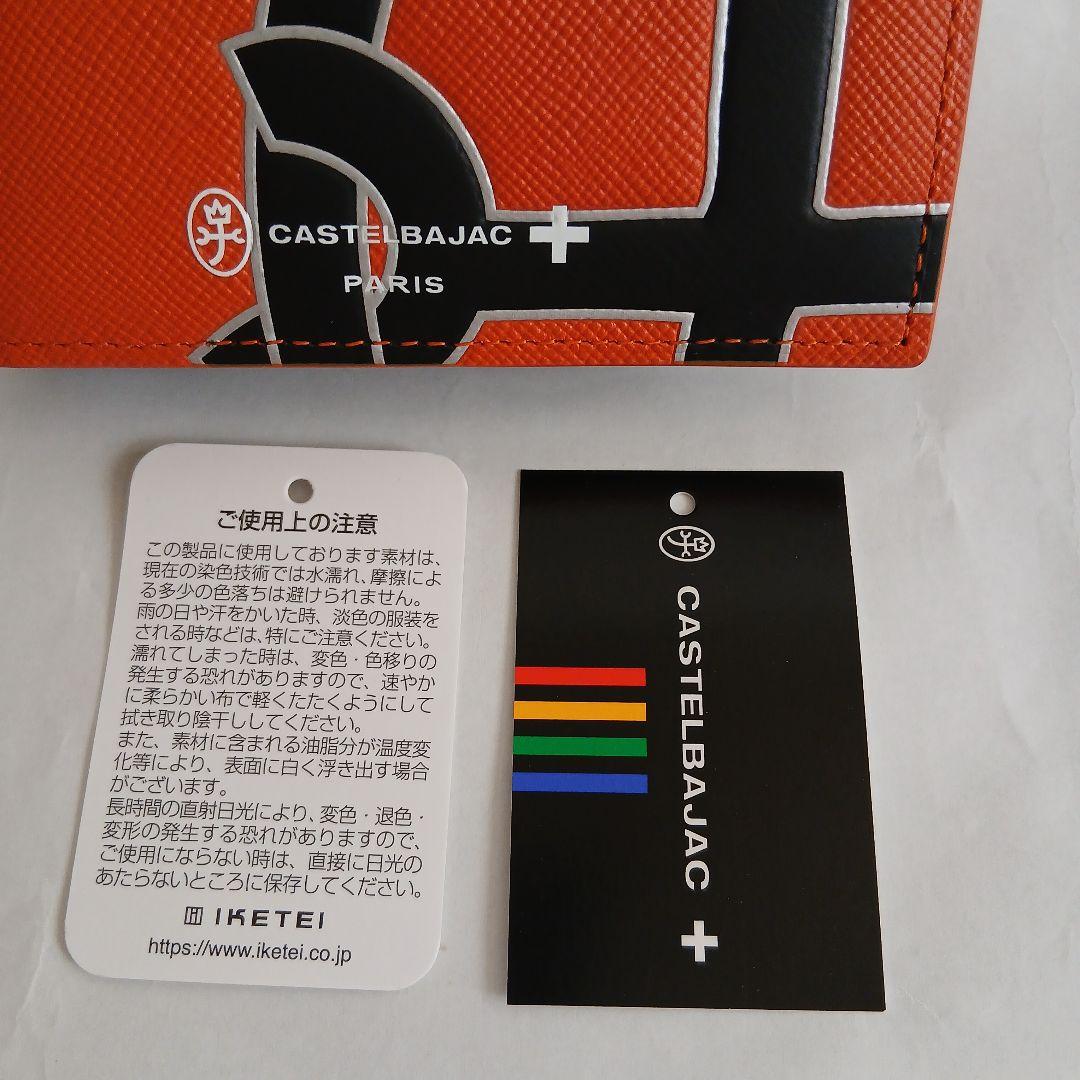 CASTELBAJAC
PARIS
ご使用上の注意
この製品に使用しております素材は、
現在の染色技術では水濡れ、摩擦によ
る多少の色落ちは避けられません。
雨の日や汗をかいた時、淡色の服装を
される時などは、特にご注意ください。
濡れてしまった時は、変色・色移りの
発生する恐れがありますので、速やか
に柔らかい布で軽くたたくようにして
拭き取り陰干ししてください。
また、素材に含まれる油脂分が温度変
化等により、表面に白く浮き出す場合
がございます。
長時間の直射日光により、変色・退色・
変形の発生する恐れがありますので、
ご使用にならない時は、直接に日光の
あたらないところに保存してください。
IKETEI
https://www.iketei.co.jp
CASTELBAJAC